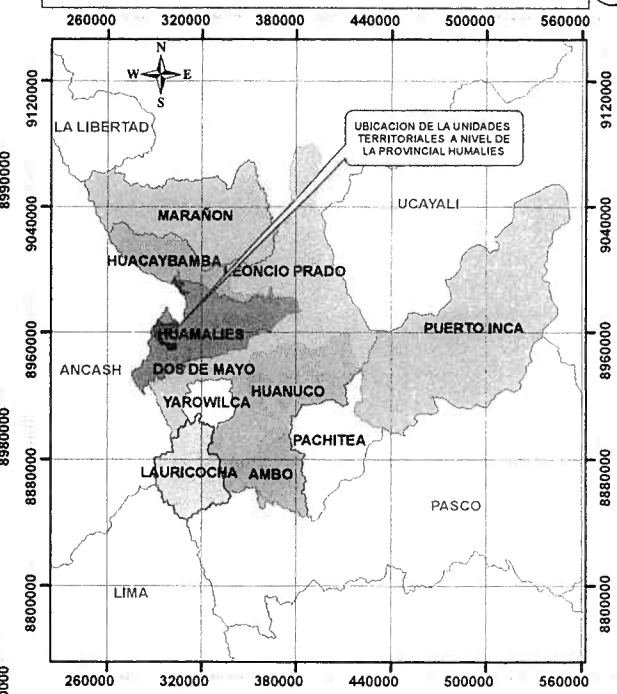 260000 320000 380000 440000 500000 560000
N
W E
S
9120000 9120000
LA LIBERTAD
UBICACION DE LA UNIDADES
TERRITORIALES A NIVEL DE
LA PROVINCIAL HUMALIES
8990000
UCAYALI
9040000 9040000
MARAÑON
HUACAYBAMBA
LEONCIO PRADO
HUAMALIES
PUERTO INCA
8960000 8960000
ANCASH
DOS DE MAYO
HUANUCO
YAROWILCA
8980000
PACHITEA
LAURICOCHA
AMBO
8880000 8880000
PASCO
LIMA
8800000 8800000
260000 320000 380000 440000 500000 560000